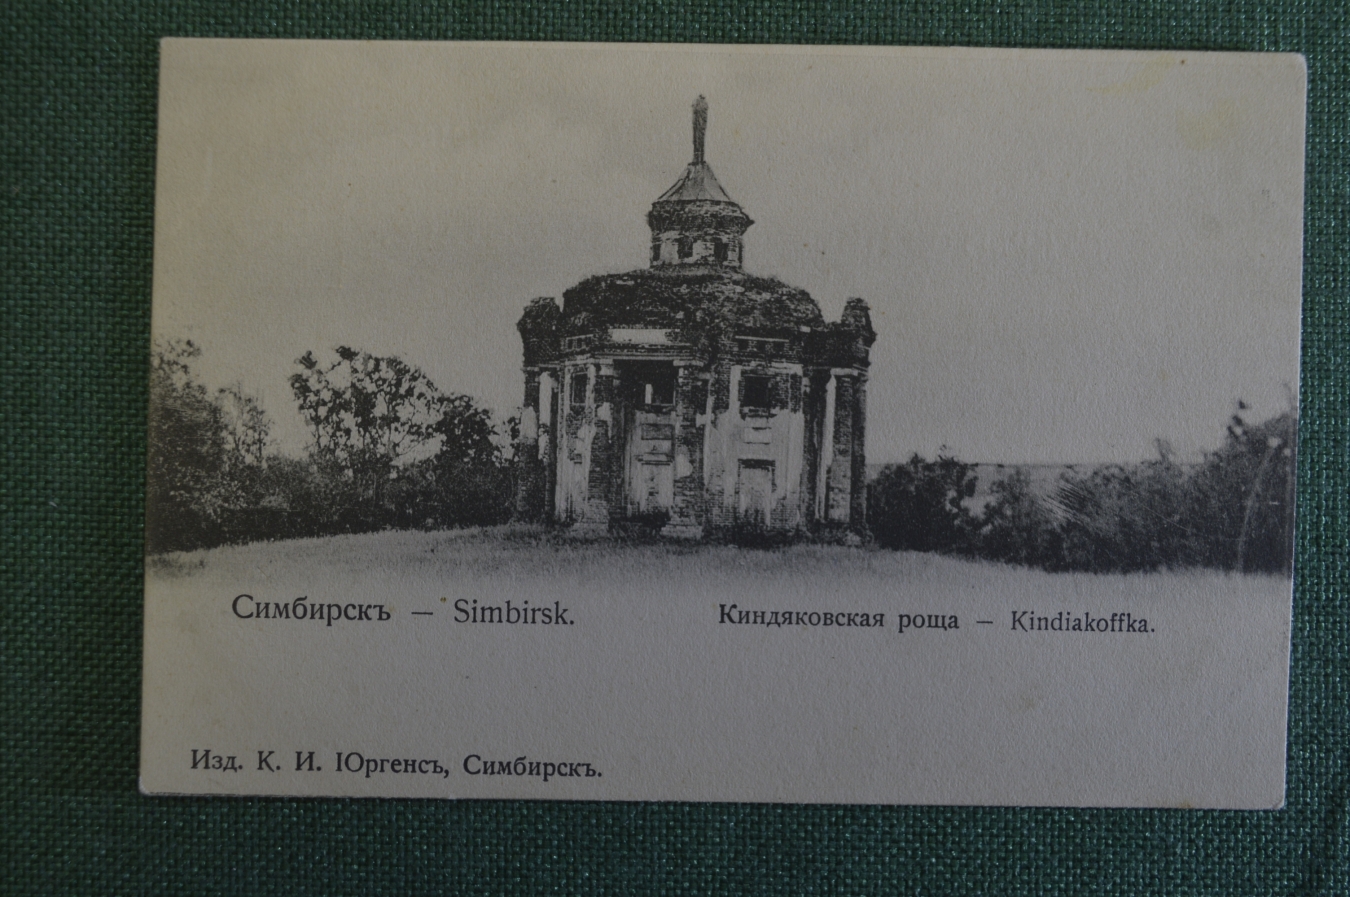 Симбирскъ — Simbirsk. Киндяковская роща — Kindiakoffka.
Изд. К. И. Юргенсъ, Симбирскъ.